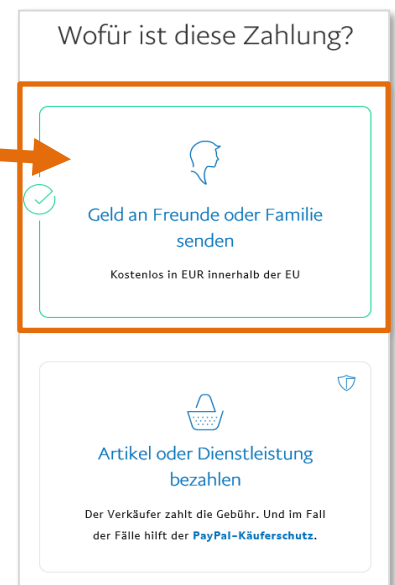 Wofür ist diese Zahlung?
Geld an Freunde oder Familie
senden
Kostenlos in EUR innerhalb der EU
Artikel oder Dienstleistung
bezahlen
Der Verkäufer zahlt die Gebühr. Und im Fall
der Fälle hilft der PayPal-Käuferschutz.